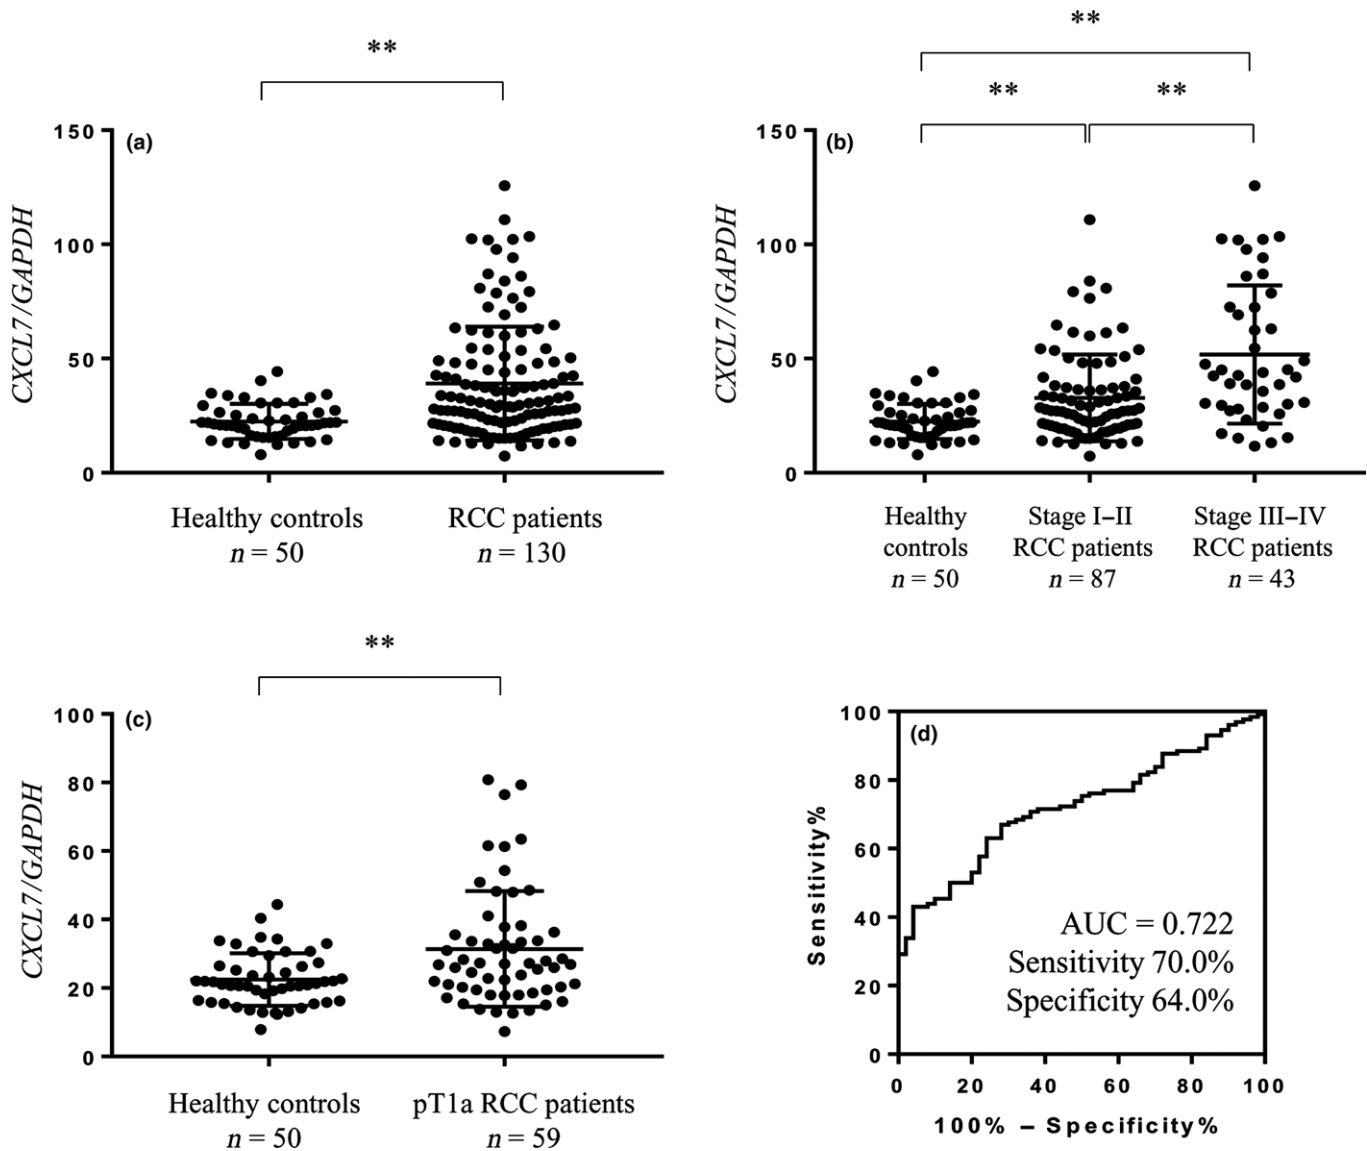 **
(a)
CXCL7/GAPDH
150
100
50
0
Healthy controls
n = 50
RCC patients
n = 130
**
**
**
(b)
CXCL7/GAPDH
150
100
50
0
Healthy
controls
n = 50
Stage I–II
RCC patients
n = 87
Stage III–IV
RCC patients
n = 43
**
(c)
CXCL7/GAPDH
100
80
60
40
20
0
Healthy controls
n = 50
pT1a RCC patients
n = 59
(d)
Sensitivity%
100
80
60
40
20
0
AUC = 0.722
Sensitivity 70.0%
Specificity 64.0%
0 20 40 60 80 100
100% – Specificity%